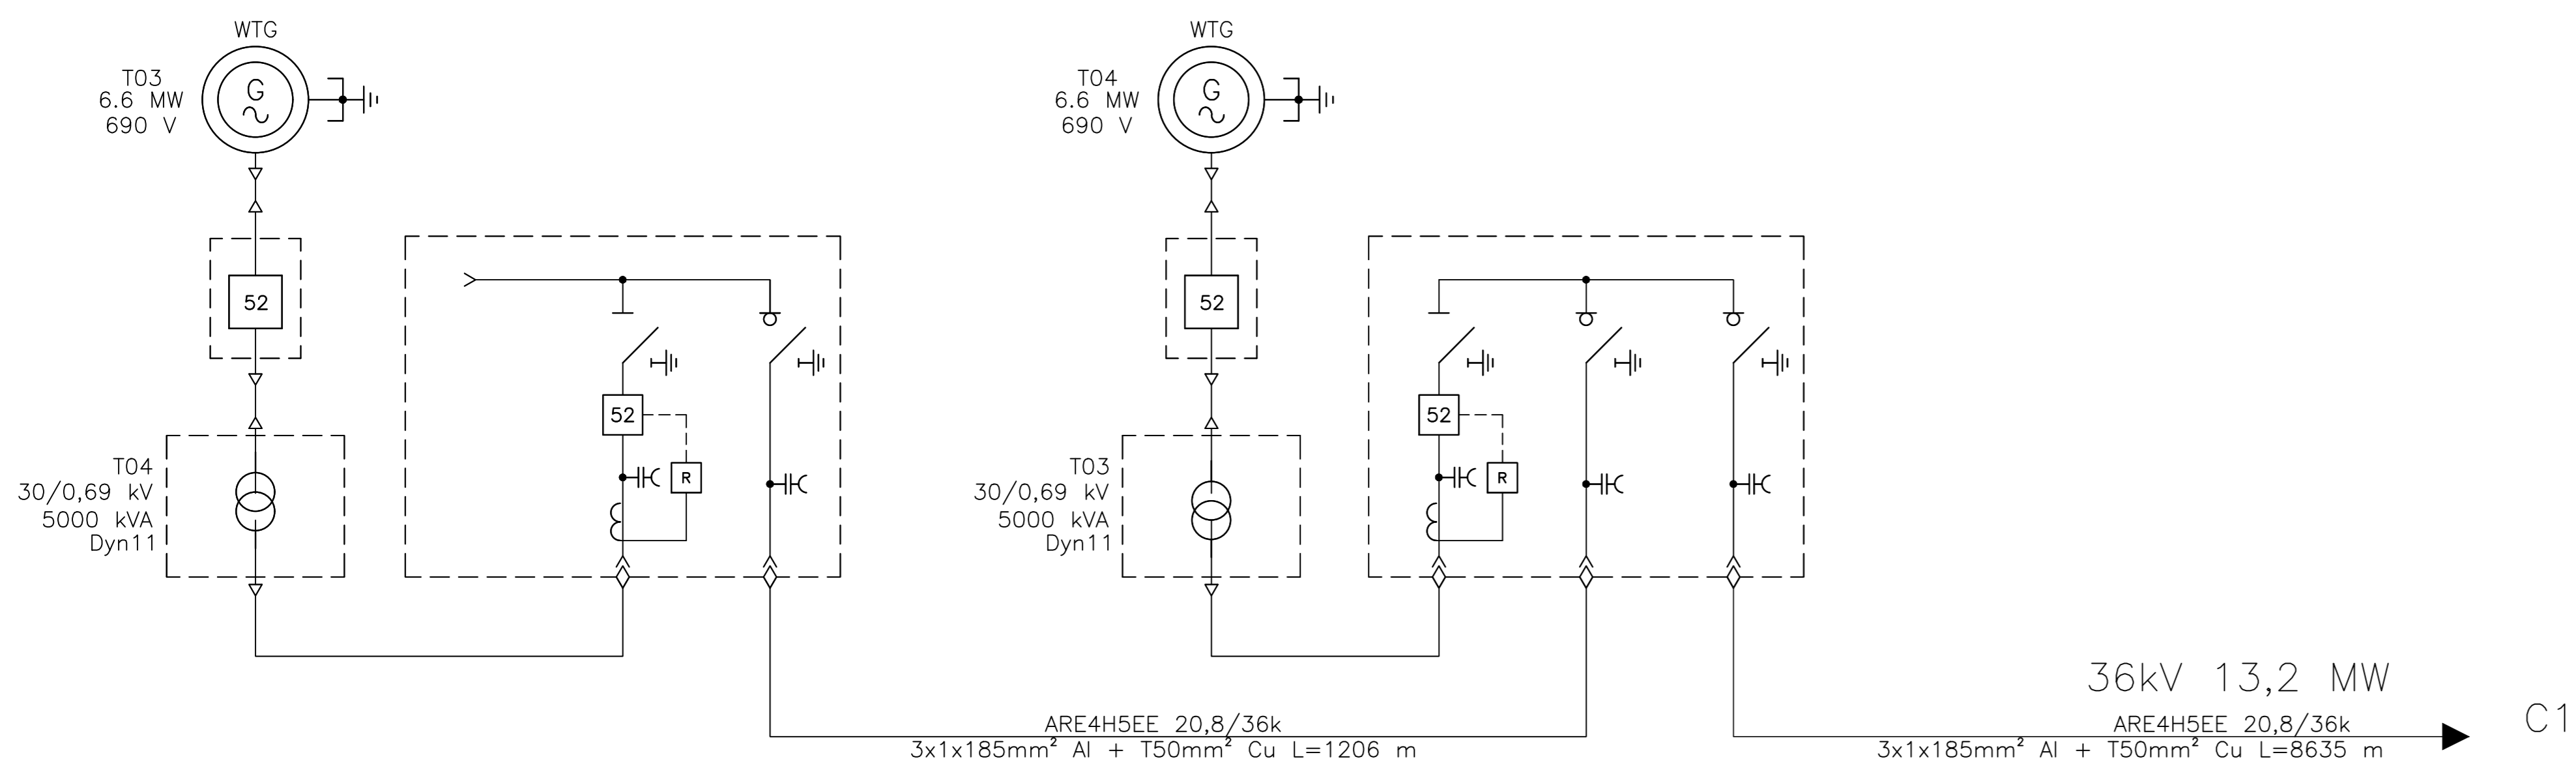 WTG
T03
6.6 MW
690 V
G
52
T04
30/0,69 kV
5000 kVA
Dyn11
52
R
WTG
T04
6.6 MW
690 V
G
52
T03
30/0,69 kV
5000 kVA
Dyn11
52
R
ARE4H5EE 20,8/36k
3x1x185mm² Al + T50mm² Cu L=1206 m
36kV 13,2 MW
ARE4H5EE 20,8/36k
3x1x185mm² Al + T50mm² Cu L=8635 m
C1